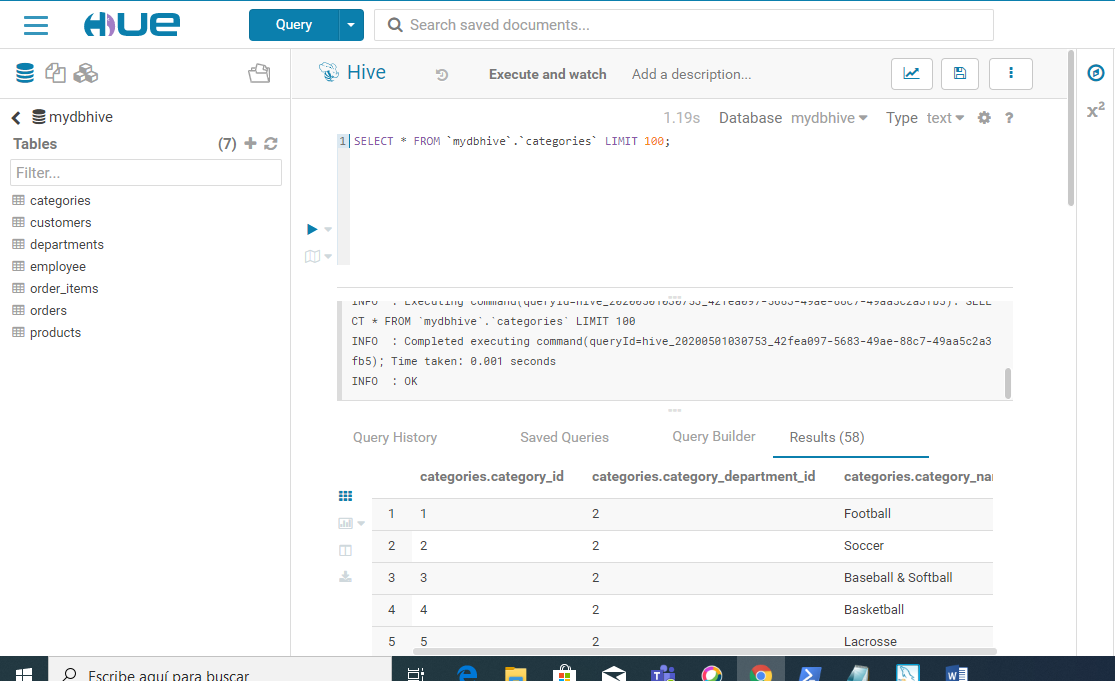 HUE
Query
Search saved documents...
Hive
Execute and watch
Add a description...
mydbhive
Tables
(7)
Filter...
categories
customers
departments
employee
order_items
orders
products
1.19s
Database mydbhive
Type text
?
x²
1 SELECT * FROM `mydbhive`.`categories` LIMIT 100;
INFO : Executing command(queryId=hive_20200501030753_42fea097-5683-49ae-88c7-49aa5c2a3fb5): SELE
CT * FROM `mydbhive`.`categories` LIMIT 100
INFO : Completed executing command(queryId=hive_20200501030753_42fea097-5683-49ae-88c7-49aa5c2a3
fb5); Time taken: 0.001 seconds
INFO : OK
Query History
Saved Queries
Query Builder
Results (58)
categories.category_id categories.category_department_id categories.category_na
1 1 2 Football
2 2 2 Soccer
3 3 2 Baseball & Softball
4 4 2 Basketball
5 5 2 Lacrosse
Escribe aquí para buscar